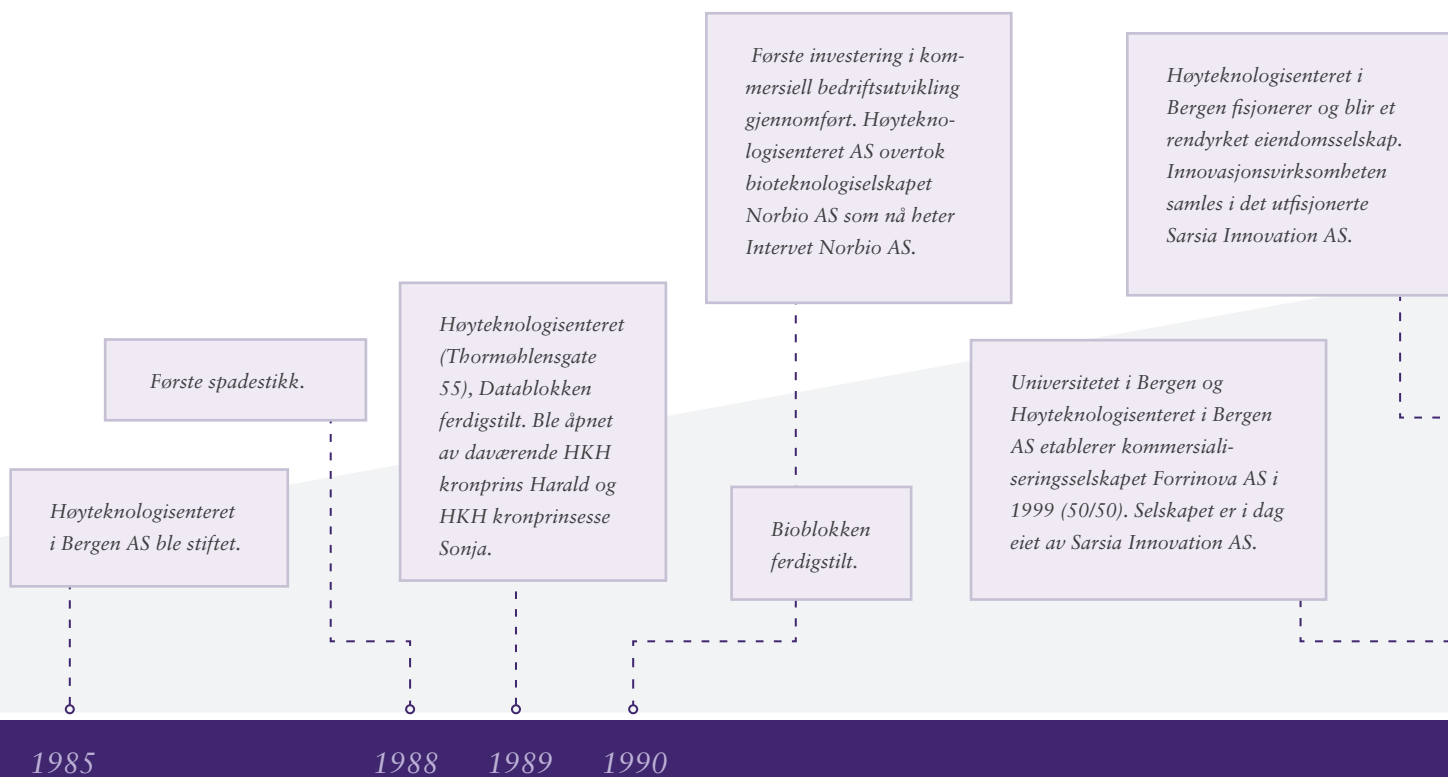 Høyteknologisenteret
i Bergen AS ble stiftet.
Første spadestikk.
Høyteknologisenteret
(Thormøhlensgate
55), Datablokken
ferdigstilt. Ble åpnet
av daværende HKH
kronprins Harald og
HKH kronprinsesse
Sonja.
Første investering i kom-
mersiell bedriftsutvikling
gjennomført. Høytekno-
logisenteret AS overtok
bioteknologiselskapet
Norbio AS som nå heter
Intervet Norbio AS.
Bioblokken
ferdigstilt.
Universitetet i Bergen og
Høyteknologisenteret i Bergen
AS etablerer kommersiali-
seringsselskapet Forrinova AS i
1999 (50/50). Selskapet er i dag
eiet av Sarsia Innovation AS.
Høyteknologisenteret i
Bergen fisjonerer og blir et
rendyrket eiendomsselskap.
Innovasjonsvirksomheten
samles i det utfisjonerte
Sarsia Innovation AS.
1985
1988
1989
1990